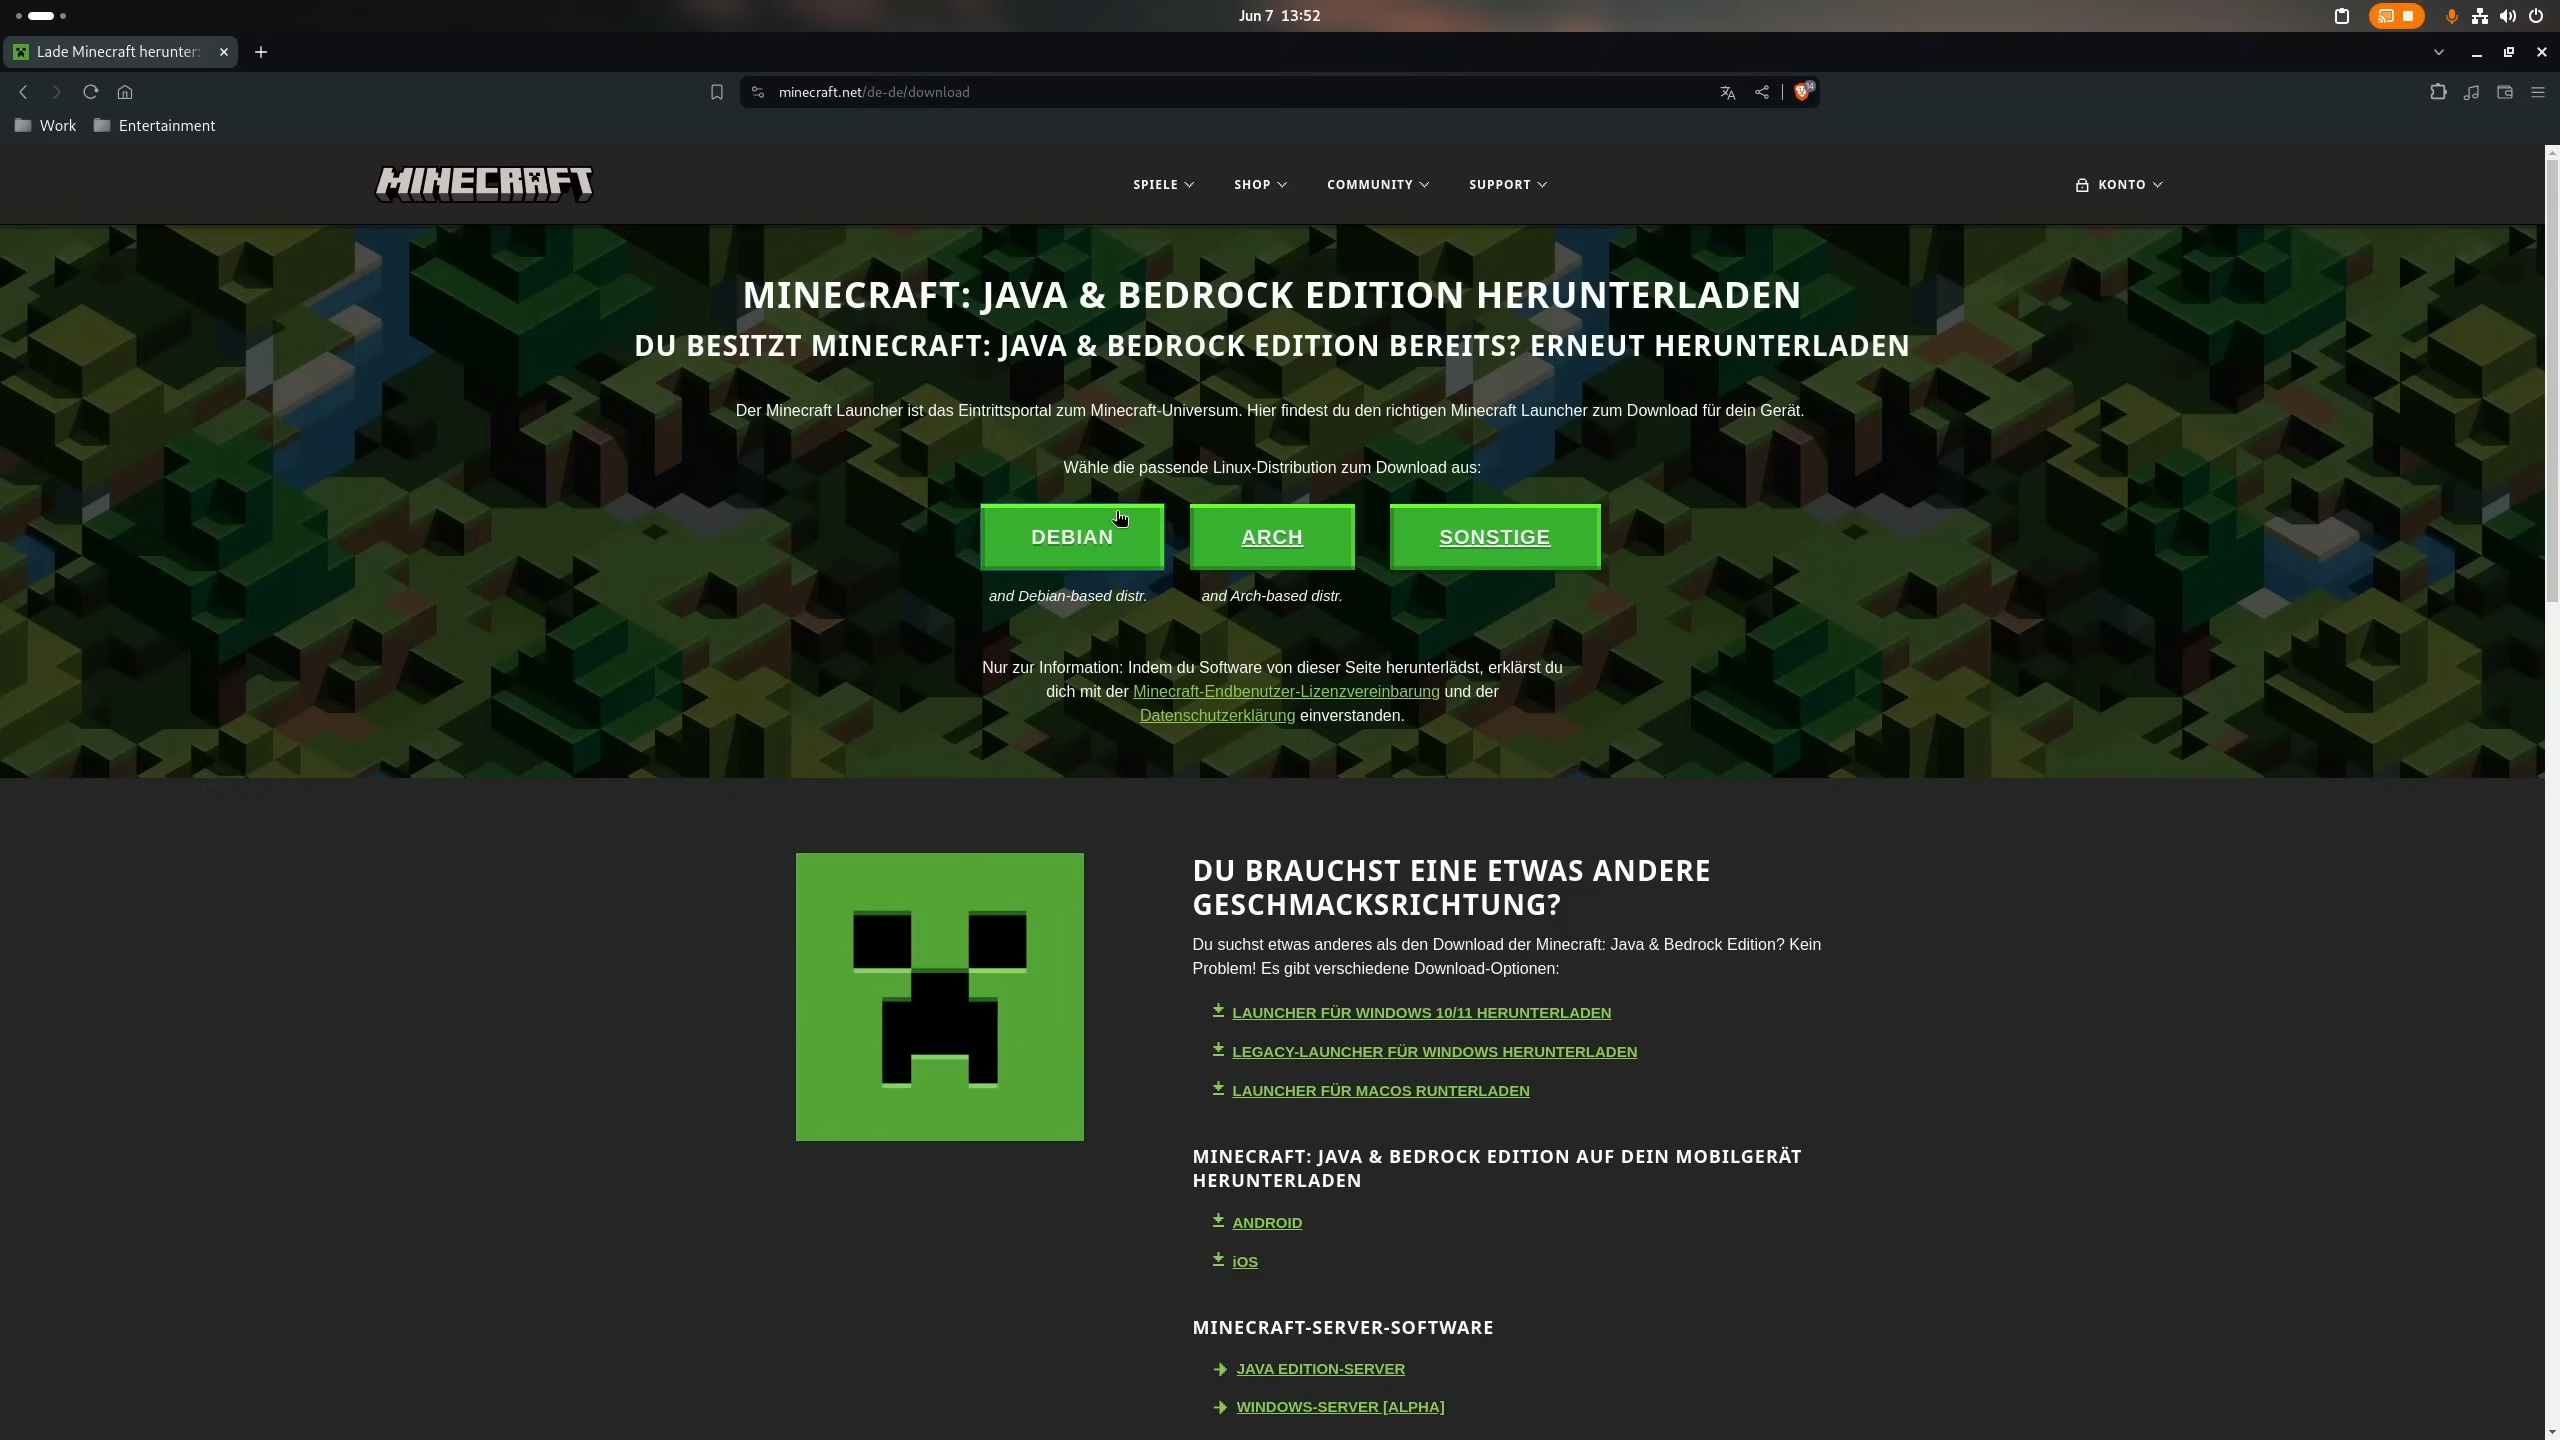 Jun 7 13:52
Lade Minecraft herunter:
minecraft.net/de-de/download
14
Work
Entertainment
MINECRAFT
SPIELE
SHOP
COMMUNITY
SUPPORT
KONTO
MINECRAFT: JAVA & BEDROCK EDITION HERUNTERLADEN
DU BESITZT MINECRAFT: JAVA & BEDROCK EDITION BEREITS? ERNEUT HERUNTERLADEN
Der Minecraft Launcher ist das Eintrittsportal zum Minecraft-Universum. Hier findest du den richtigen Minecraft Launcher zum Download für dein Gerät.
Wähle die passende Linux-Distribution zum Download aus:
DEBIAN
ARCH
SONSTIGE
and Debian-based distr.
and Arch-based distr.
Nur zur Information: Indem du Software von dieser Seite herunterlädst, erklärst du
dich mit der Minecraft-Endbenutzer-Lizenzvereinbarung und der
Datenschutzerklärung einverstanden.
DU BRAUCHST EINE ETWAS ANDERE
GESCHMACKSRICHTUNG?
Du suchst etwas anderes als den Download der Minecraft: Java & Bedrock Edition? Kein
Problem! Es gibt verschiedene Download-Optionen:
LAUNCHER FÜR WINDOWS 10/11 HERUNTERLADEN
LEGACY-LAUNCHER FÜR WINDOWS HERUNTERLADEN
LAUNCHER FÜR MACOS RUNTERLADEN
MINECRAFT: JAVA & BEDROCK EDITION AUF DEIN MOBILGERÄT
HERUNTERLADEN
ANDROID
iOS
MINECRAFT-SERVER-SOFTWARE
JAVA EDITION-SERVER
WINDOWS-SERVER [ALPHA]